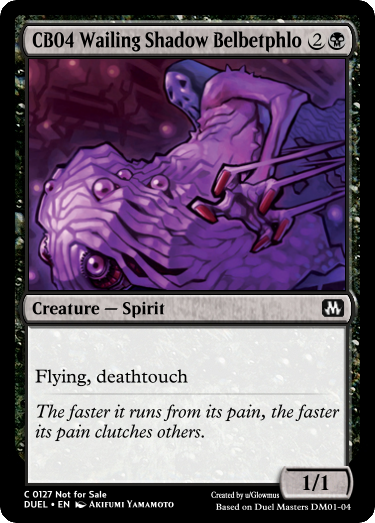 CB04 Wailing Shadow Belbetphlo 2
Creature — Spirit
Flying, deathtouch
The faster it runs from its pain, the faster
its pain clutches others.
1/1
C 0127 Not for Sale
DUEL • EN Akifumi Yamamoto
Created by u/Glowmus
Based on Duel Masters DM01-04